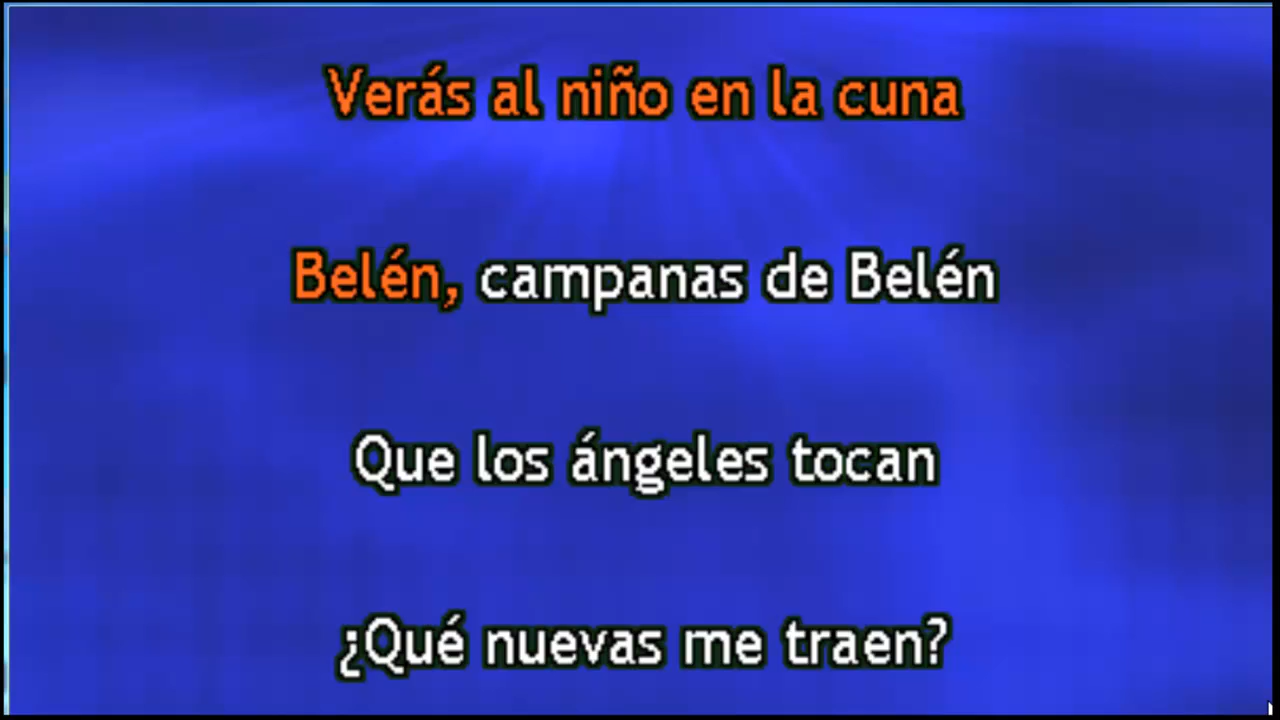 Verás al niño en la cuna
Belén, campanas de Belén
Que los ángeles tocan
¿Qué nuevas me traen?